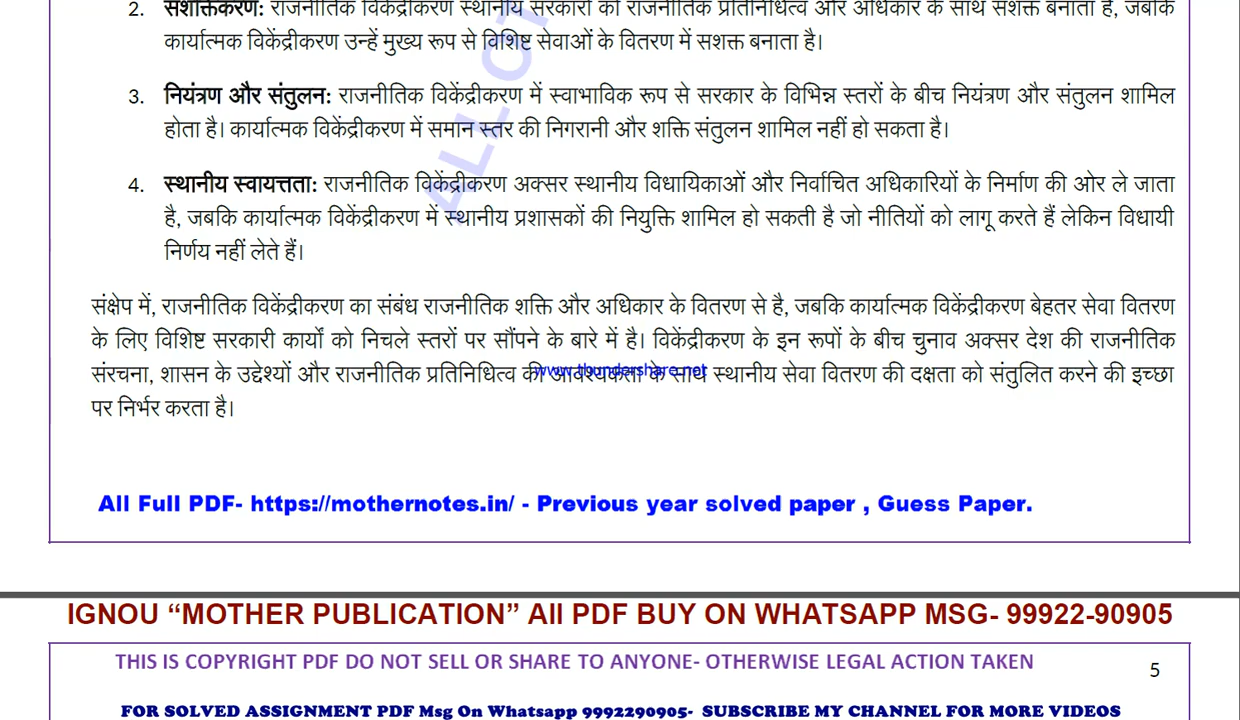 2. सशक्तिकरण: राजनीतिक विकेंद्रीकरण स्थानीय सरकारों को राजनीतिक प्रतिनिधित्व और अधिकार के साथ सशक्त बनाता है, जबकि
कार्यात्मक विकेंद्रीकरण उन्हें मुख्य रूप से विशिष्ट सेवाओं के वितरण में सशक्त बनाता है।
3. नियंत्रण और संतुलन: राजनीतिक विकेंद्रीकरण में स्वाभाविक रूप से सरकार के विभिन्न स्तरों के बीच नियंत्रण और संतुलन शामिल
होता है। कार्यात्मक विकेंद्रीकरण में समान स्तर की निगरानी और शक्ति संतुलन शामिल नहीं हो सकता है।
4. स्थानीय स्वायत्तता: राजनीतिक विकेंद्रीकरण अक्सर स्थानीय विधायिकाओं और निर्वाचित अधिकारियों के निर्माण की ओर ले जाता
है, जबकि कार्यात्मक विकेंद्रीकरण में स्थानीय प्रशासकों की नियुक्ति शामिल हो सकती है जो नीतियों को लागू करते हैं लेकिन विधायी
निर्णय नहीं लेते हैं।
ALL OT
संक्षेप में, राजनीतिक विकेंद्रीकरण का संबंध राजनीतिक शक्ति और अधिकार के वितरण से है, जबकि कार्यात्मक विकेंद्रीकरण बेहतर सेवा वितरण
के लिए विशिष्ट सरकारी कार्यों को निचले स्तरों पर सौंपने के बारे में है। विकेंद्रीकरण के इन रूपों के बीच चुनाव अक्सर देश की राजनीतिक
संरचना, शासन के उद्देश्यों और राजनीतिक प्रतिनिधित्व की आवश्यकता के साथ स्थानीय सेवा वितरण की दक्षता को संतुलित करने की इच्छा
www.thundershare.net
पर निर्भर करता है।
All Full PDF- https://mothernotes.in/ - Previous year solved paper , Guess Paper.
IGNOU “MOTHER PUBLICATION” All PDF BUY ON WHATSAPP MSG- 99922-90905
THIS IS COPYRIGHT PDF DO NOT SELL OR SHARE TO ANYONE- OTHERWISE LEGAL ACTION TAKEN
5
FOR SOLVED ASSIGNMENT PDF Msg On Whatsapp 9992290905- SUBSCRIBE MY CHANNEL FOR MORE VIDEOS